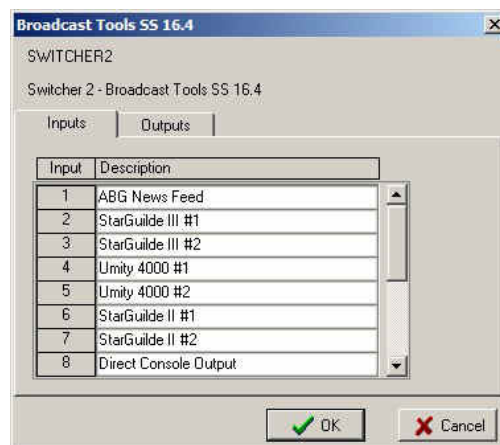 Broadcast Tools SS 16.4
SWITCHER2
Switcher 2 - Broadcast Tools SS 16.4
Inputs Outputs
Input Description
1 ABG News Feed
2 StarGuilde III #1
3 StarGuilde III #2
4 Umity 4000 #1
5 Umity 4000 #2
6 StarGuilde II #1
7 StarGuilde II #2
8 Direct Console Output
OK Cancel